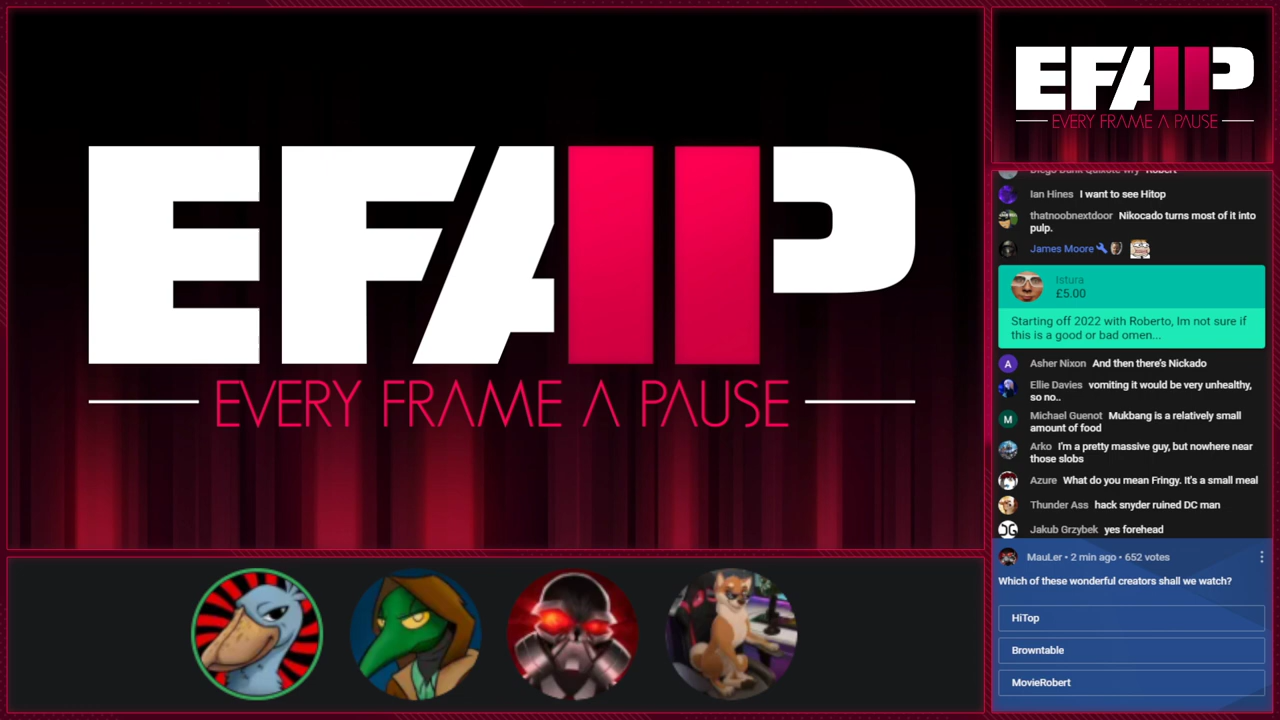 EFAP
EVERY FRAME A PAUSE
EFAP
EVERY FRAME A PAUSE
Robert
Ian Hines I want to see Hitop
thatnoobnextdoor Nikocado turns most of it into
pulp.
James Moore
Istura
£5.00
Starting off 2022 with Roberto, Im not sure if
this is a good or bad omen...
A Asher Nixon And then there's Nickado
Ellie Davies vomiting it would be very unhealthy,
so no..
M Michael Guenot Mukbang is a relatively small
amount of food
Arko I'm a pretty massive guy, but nowhere near
those slobs
Azure What do you mean Fringy. It's a small meal
Thunder Ass hack snyder ruined DC man
Jakub Grzybek yes forehead
MauLer • 2 min ago • 652 votes
Which of these wonderful creators shall we watch?
HiTop
Browntable
MovieRobert